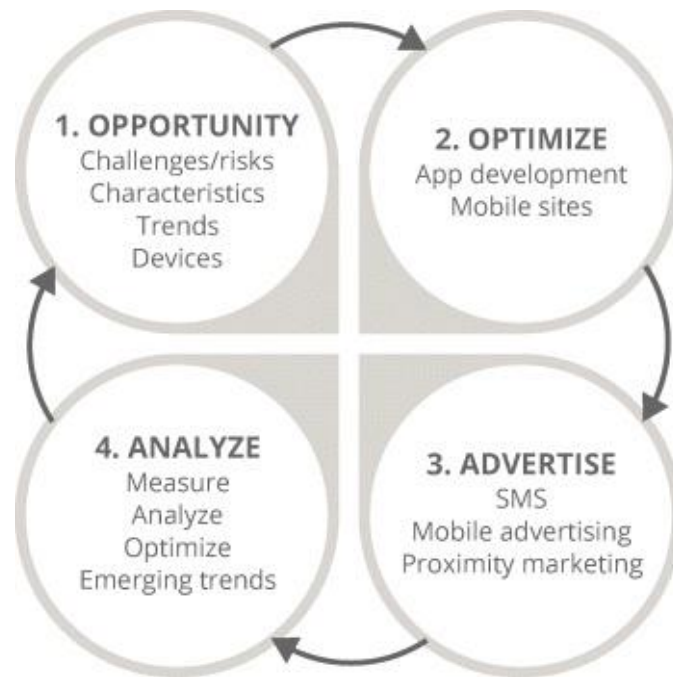 1. OPPORTUNITY
Challenges/risks
Characteristics
Trends
Devices
2. OPTIMIZE
App development
Mobile sites
3. ADVERTISE
SMS
Mobile advertising
Proximity marketing
4. ANALYZE
Measure
Analyze
Optimize
Emerging trends